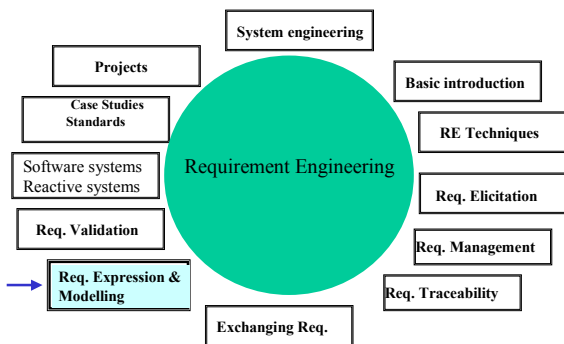 System engineering
Projects
Basic introduction
Case Studies
Standards
RE Techniques
Software systems
Reactive systems
Requirement Engineering
Req. Elicitation
Req. Validation
Req. Management
Req. Expression &
Modelling
Req. Traceability
Exchanging Req.